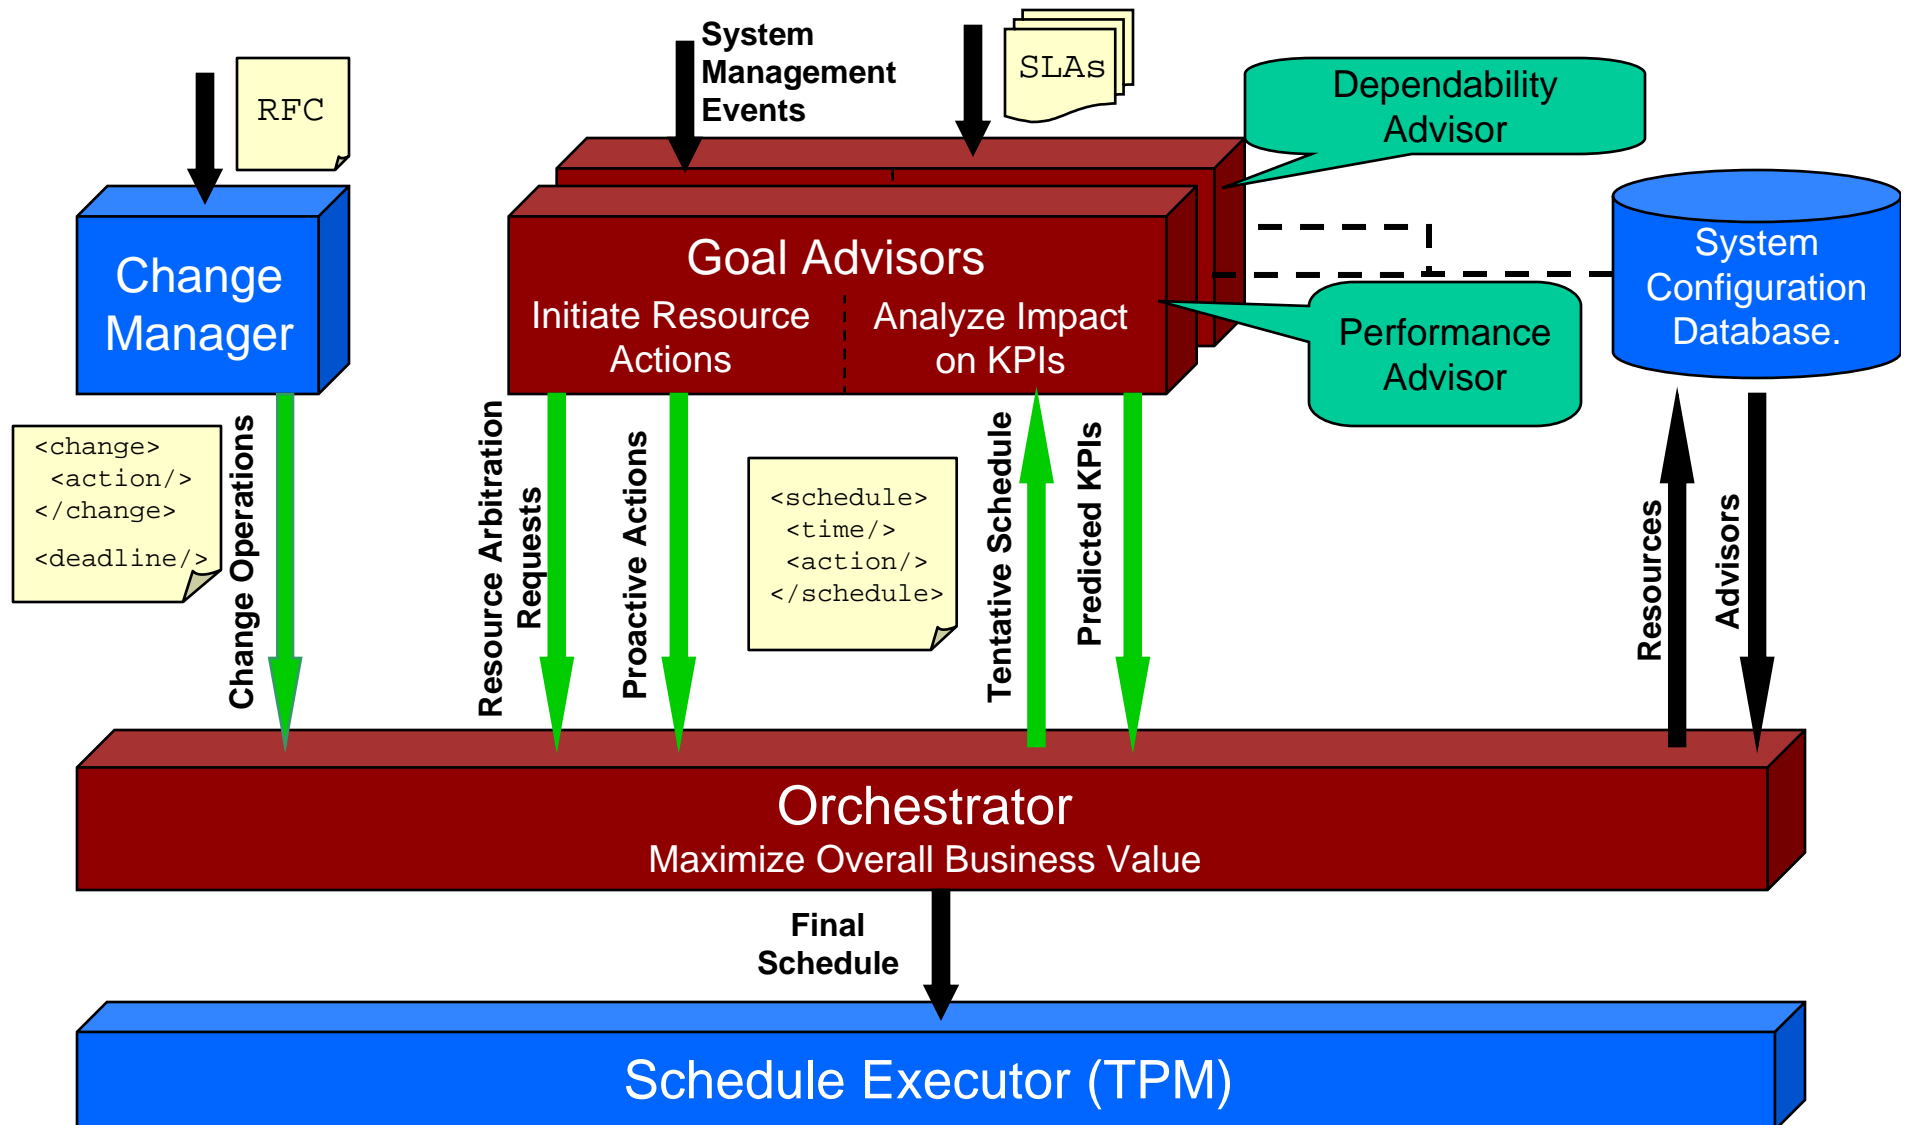 RFC
System
Management
Events
SLAs
Dependability
Advisor
Change
Manager
Goal Advisors
Initiate Resource
Actions
Analyze Impact
on KPIs
Performance
Advisor
System
Configuration
Database.
<change>
<action/>
</change>
<deadline/>
Change Operations
Resource Arbitration
Requests
Proactive Actions
<schedule>
<time/>
<action/>
</schedule>
Tentative Schedule
Predicted KPIs
Resources
Advisors
Orchestrator
Maximize Overall Business Value
Final
Schedule
Schedule Executor (TPM)